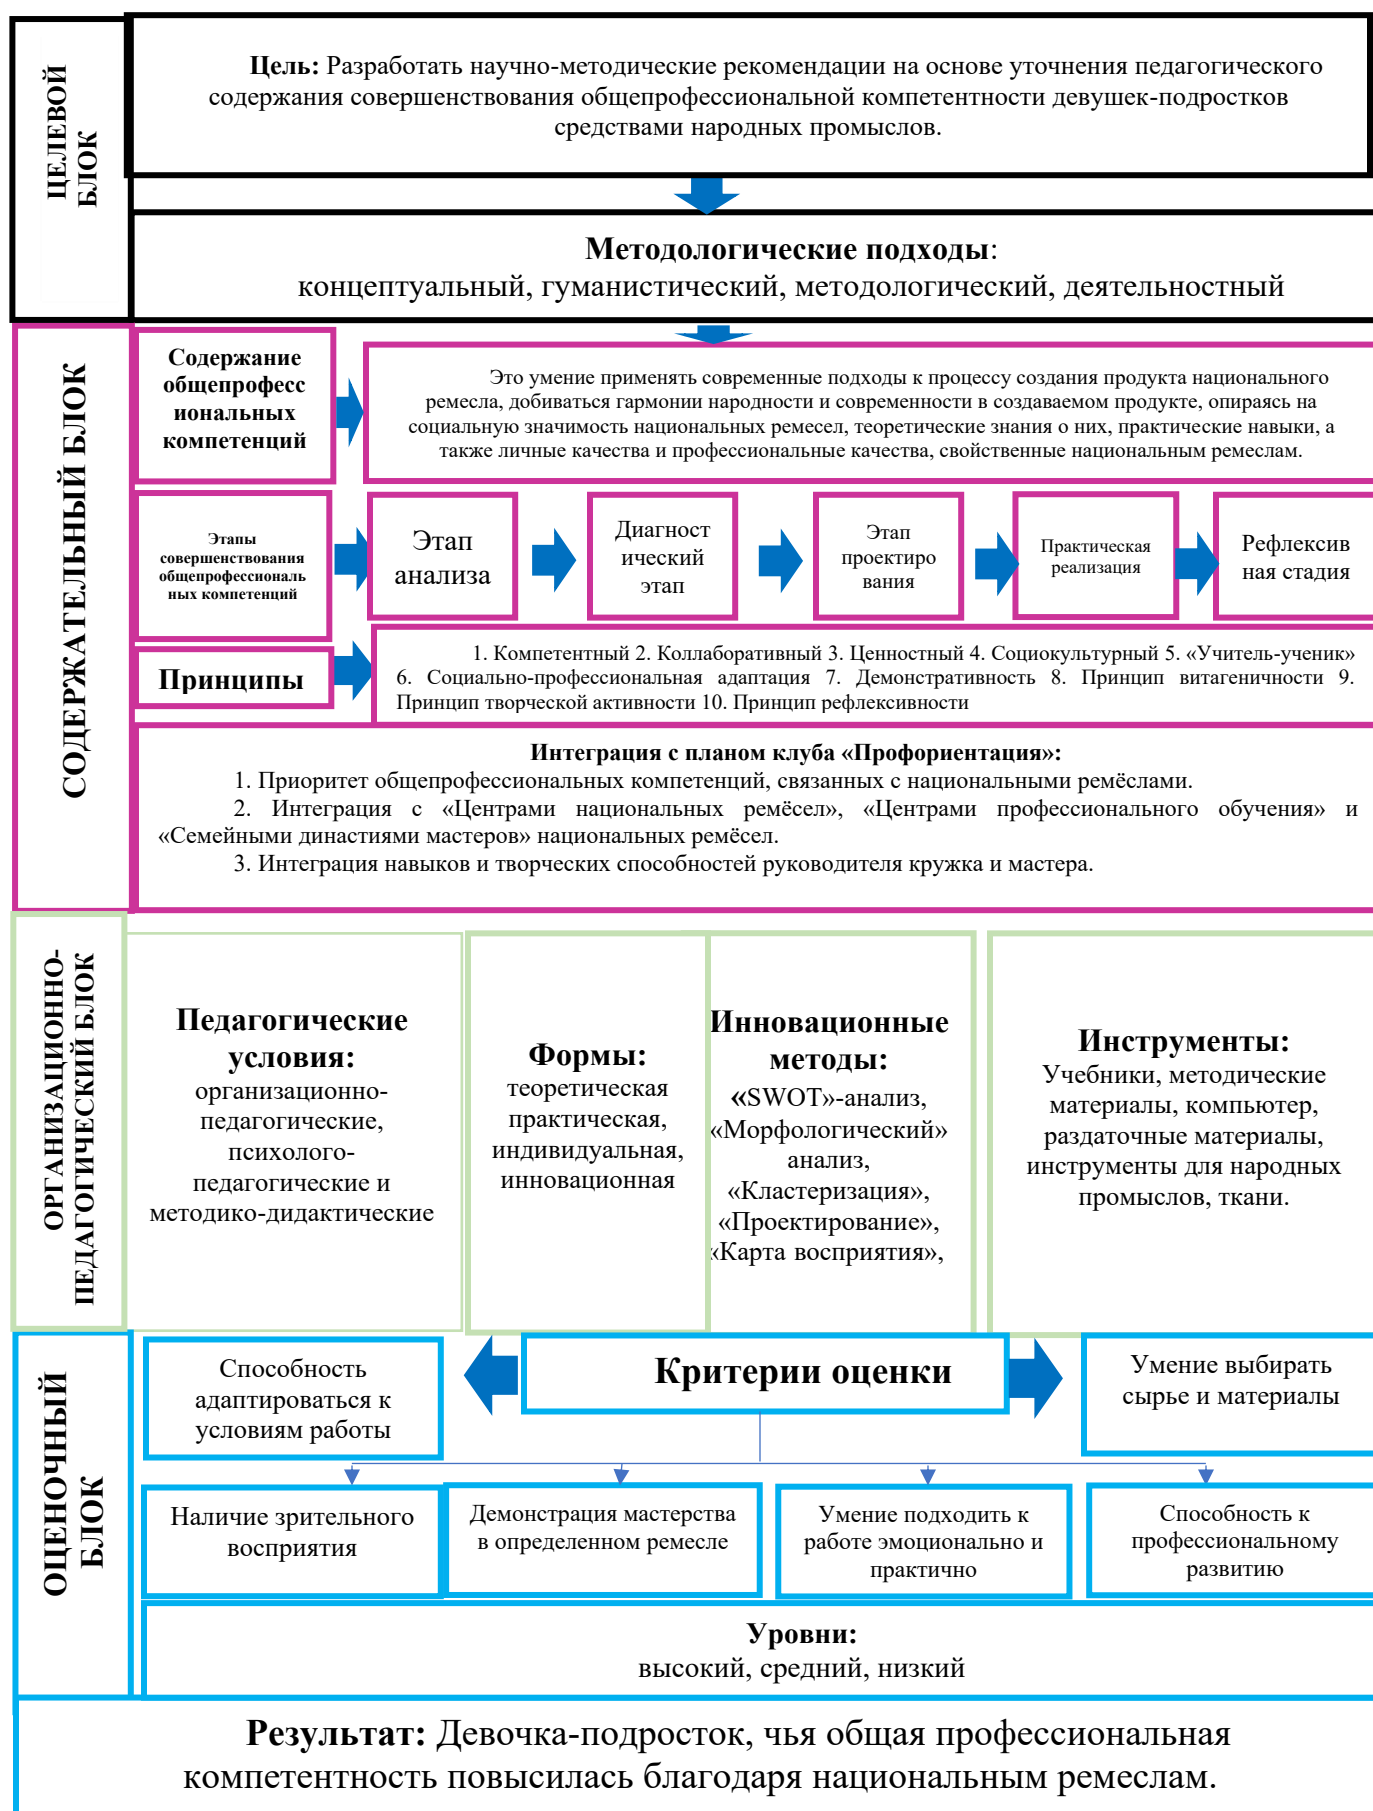 ЦЕЛЕВОЙ
БЛОК
Цель: Разработать научно-методические рекомендации на основе уточнения педагогического
содержания совершенствования общепрофессиональной компетентности девушек-подростков
средствами народных промыслов.
Методологические подходы:
концептуальный, гуманистический, методологический, деятельностный
СОДЕРЖАТЕЛЬНЫЙ БЛОК
Содержание
общепрофесс
иональных
компетенций
Это умение применять современные подходы к процессу создания продукта национального
ремесла, добиваться гармонии народности и современности в создаваемом продукте, опираясь на
социальную значимость национальных ремесел, теоретические знания о них, практические навыки, а
также личные качества и профессиональные качества, свойственные национальным ремеслам.
Этапы
совершенствования
общепрофессиональ
ных компетенций
Этап
анализа
Диагност
ический
этап
Этап
проектиро
вания
Практическая
реализация
Рефлексив
ная стадия
Принципы
1. Компетентный 2. Коллаборативный 3. Ценностный 4. Социокультурный 5. «Учитель-ученик»
6. Социально-профессиональная адаптация 7. Демонстративность 8. Принцип витагеничности 9.
Принцип творческой активности 10. Принцип рефлексивности
Интеграция с планом клуба «Профориентация»:
1. Приоритет общепрофессиональных компетенций, связанных с национальными ремёслами.
2. Интеграция с «Центрами национальных ремёсел», «Центрами профессионального обучения» и
«Семейными династиями мастеров» национальных ремёсел.
3. Интеграция навыков и творческих способностей руководителя кружка и мастера.
ОРГАНИЗАЦИОННО-
ПЕДАГОГИЧЕСКИЙ БЛОК
Педагогические
условия:
организационно-
педагогические,
психолого-
педагогические и
методико-дидактические
Формы:
теоретическая
практическая,
индивидуальная,
инновационная
Инновационные
методы:
«SWOT»-анализ,
«Морфологический»
анализ,
«Кластеризация»,
«Проектирование»,
«Карта восприятия»,
Инструменты:
Учебники, методические
материалы, компьютер,
раздаточные материалы,
инструменты для народных
промыслов, ткани.
ОЦЕНОЧНЫЙ
БЛОК
Способность
адаптироваться к
условиям работы
Критерии оценки
Умение выбирать
сырье и материалы
Наличие зрительного
восприятия
Демонстрация мастерства
в определенном ремесле
Умение подходить к
работе эмоционально и
практично
Способность к
профессиональному
развитию
Уровни:
высокий, средний, низкий
Результат: Девочка-подросток, чья общая профессиональная
компетентность повысилась благодаря национальным ремеслам.